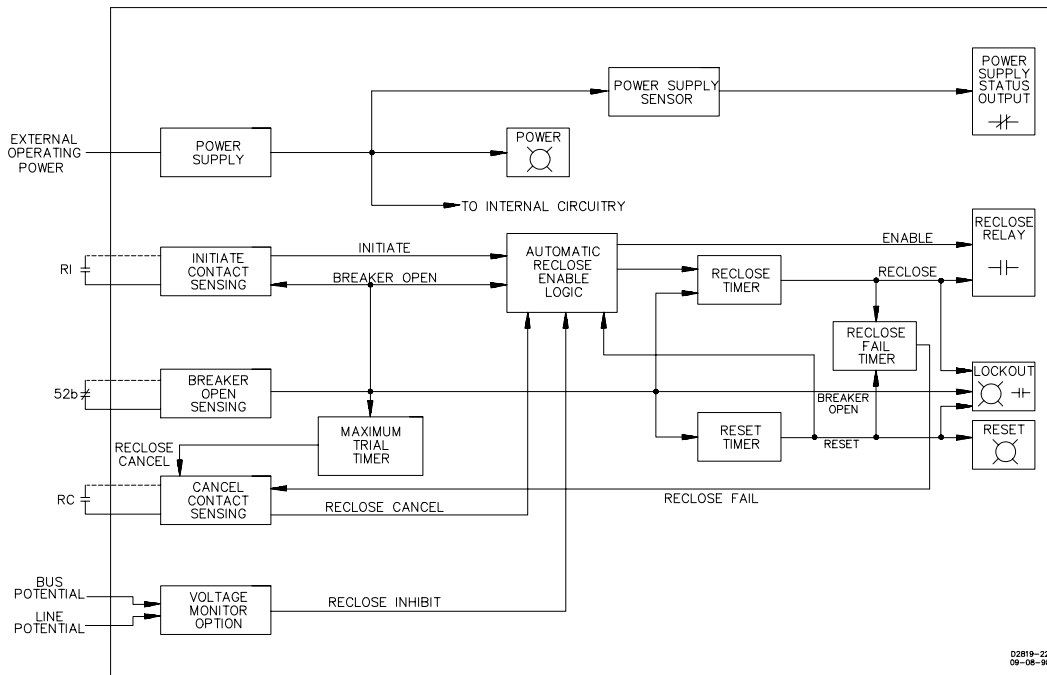 POWER
SUPPLY
STATUS
OUTPUT
POWER SUPPLY
SENSOR
EXTERNAL
OPERATING
POWER
POWER
SUPPLY
POWER
TO INTERNAL CIRCUITRY
RI
INITIATE
CONTACT
SENSING
INITIATE
BREAKER OPEN
AUTOMATIC
RECLOSE
ENABLE
LOGIC
ENABLE
RECLOSE
TIMER
RECLOSE
RECLOSE
RELAY
RECLOSE
FAIL
TIMER
52b
BREAKER
OPEN
SENSING
MAXIMUM
TRIAL
TIMER
RESET
TIMER
BREAKER
OPEN
RESET
LOCKOUT
RESET
RECLOSE
CANCEL
RC
CANCEL
CONTACT
SENSING
RECLOSE CANCEL
RECLOSE FAIL
BUS
POTENTIAL
LINE
POTENTIAL
VOLTAGE
MONITOR
OPTION
RECLOSE INHIBIT